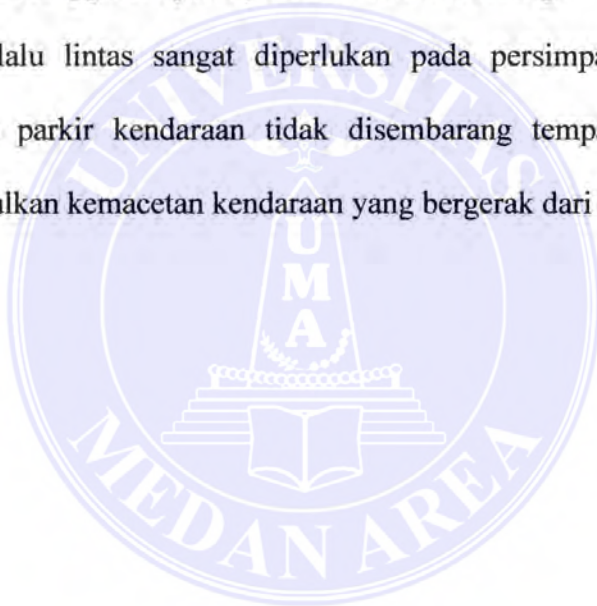 lalu lintas sangat diperlukan pada persimpa
parkir kendaraan tidak disembarang temp
ulkan kemacetan kendaraan yang bergerak dari
UNIVERSITAS
UMA
MEDAN AREA